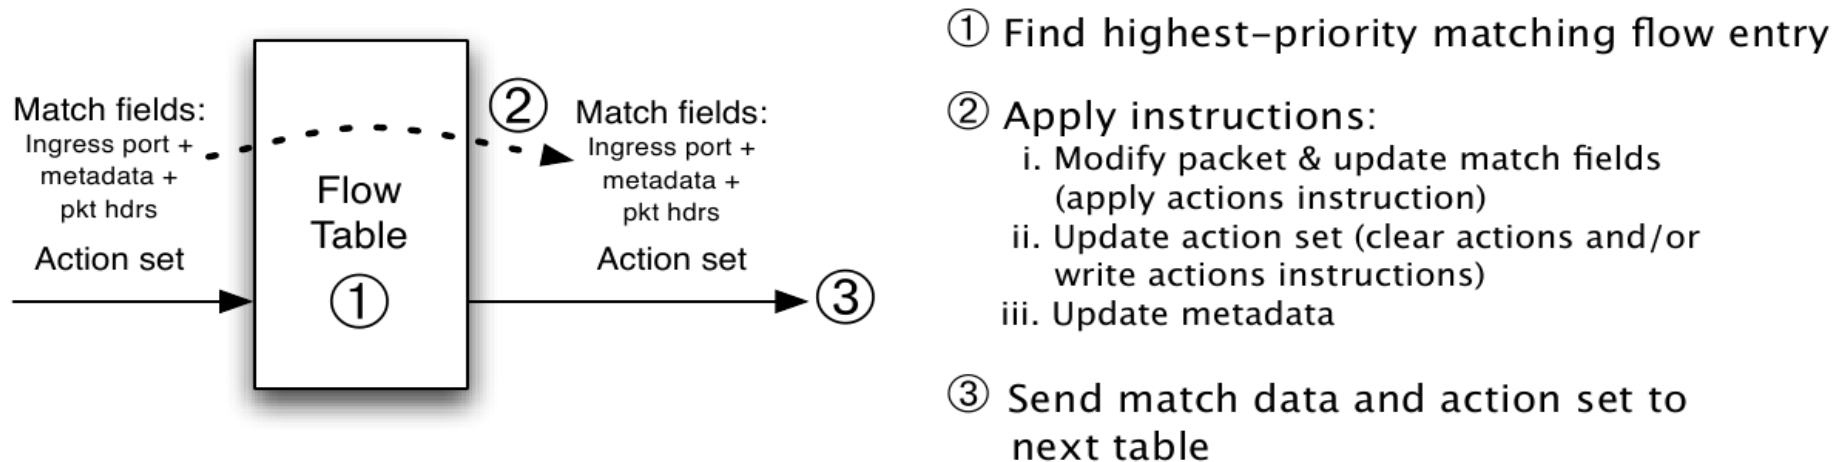 Match fields:
Ingress port +
metadata +
pkt hdrs
Action set
Flow
Table
①
②
Match fields:
Ingress port +
metadata +
pkt hdrs
Action set
③
① Find highest-priority matching flow entry
② Apply instructions:
i. Modify packet & update match fields
(apply actions instruction)
ii. Update action set (clear actions and/or
write actions instructions)
iii. Update metadata
③ Send match data and action set to
next table